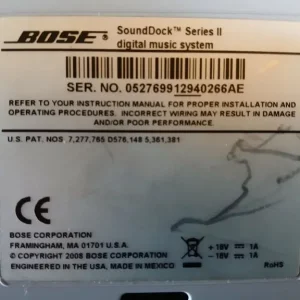 BOSE® SoundDock™ Series II
digital music system
SER. NO. 052769912940266AE
REFER TO YOUR INSTRUCTION MANUAL FOR PROPER INSTALLATION AND
OPERATING PROCEDURES. INCORRECT WIRING MAY RESULT IN DAMAGE
AND/OR POOR PERFORMANCE.
U.S. PAT. NOS .7,277,765 D576,148 5,361,381
CE
BOSE CORPORATION
FRAMINGHAM, MA 01701 U.S.A.
© COPYRIGHT 2008 BOSE CORPORATION
ENGINEERED IN THE USA, MADE IN MEXICO
+18V ⎓ 1A
-18V ⎓ 1A
RoHS